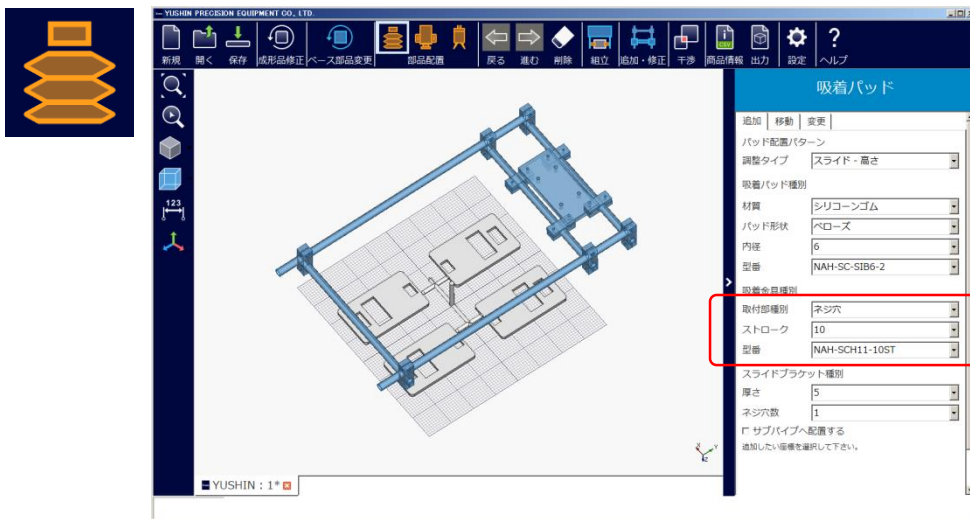 YUSHIN PRECISION EQUIPMENT CO., LTD.
新規 開く 保存 成形品修正 ベース部品変更 部品配置 戻る 進む 削除 組立 追加・修正 干渉 商品情報 出力 設定 ヘルプ
CSV
123
吸着パッド
追加 移動 変更
パッド配置パターン
調整タイプ スライド - 高さ
吸着パッド種別
材質 シリコーンゴム
パッド形状 ベローズ
内径 6
型番 NAH-SC-SIB6-2
吸着金具種別
取付部種別 ネジ穴
ストローク 10
型番 NAH-SCH11-10ST
スライドブラケット種別
厚さ 5
ネジ穴数 1
サブパイプへ配置する
追加したい座標を選択して下さい。
X Y Z
YUSHIN : 1*